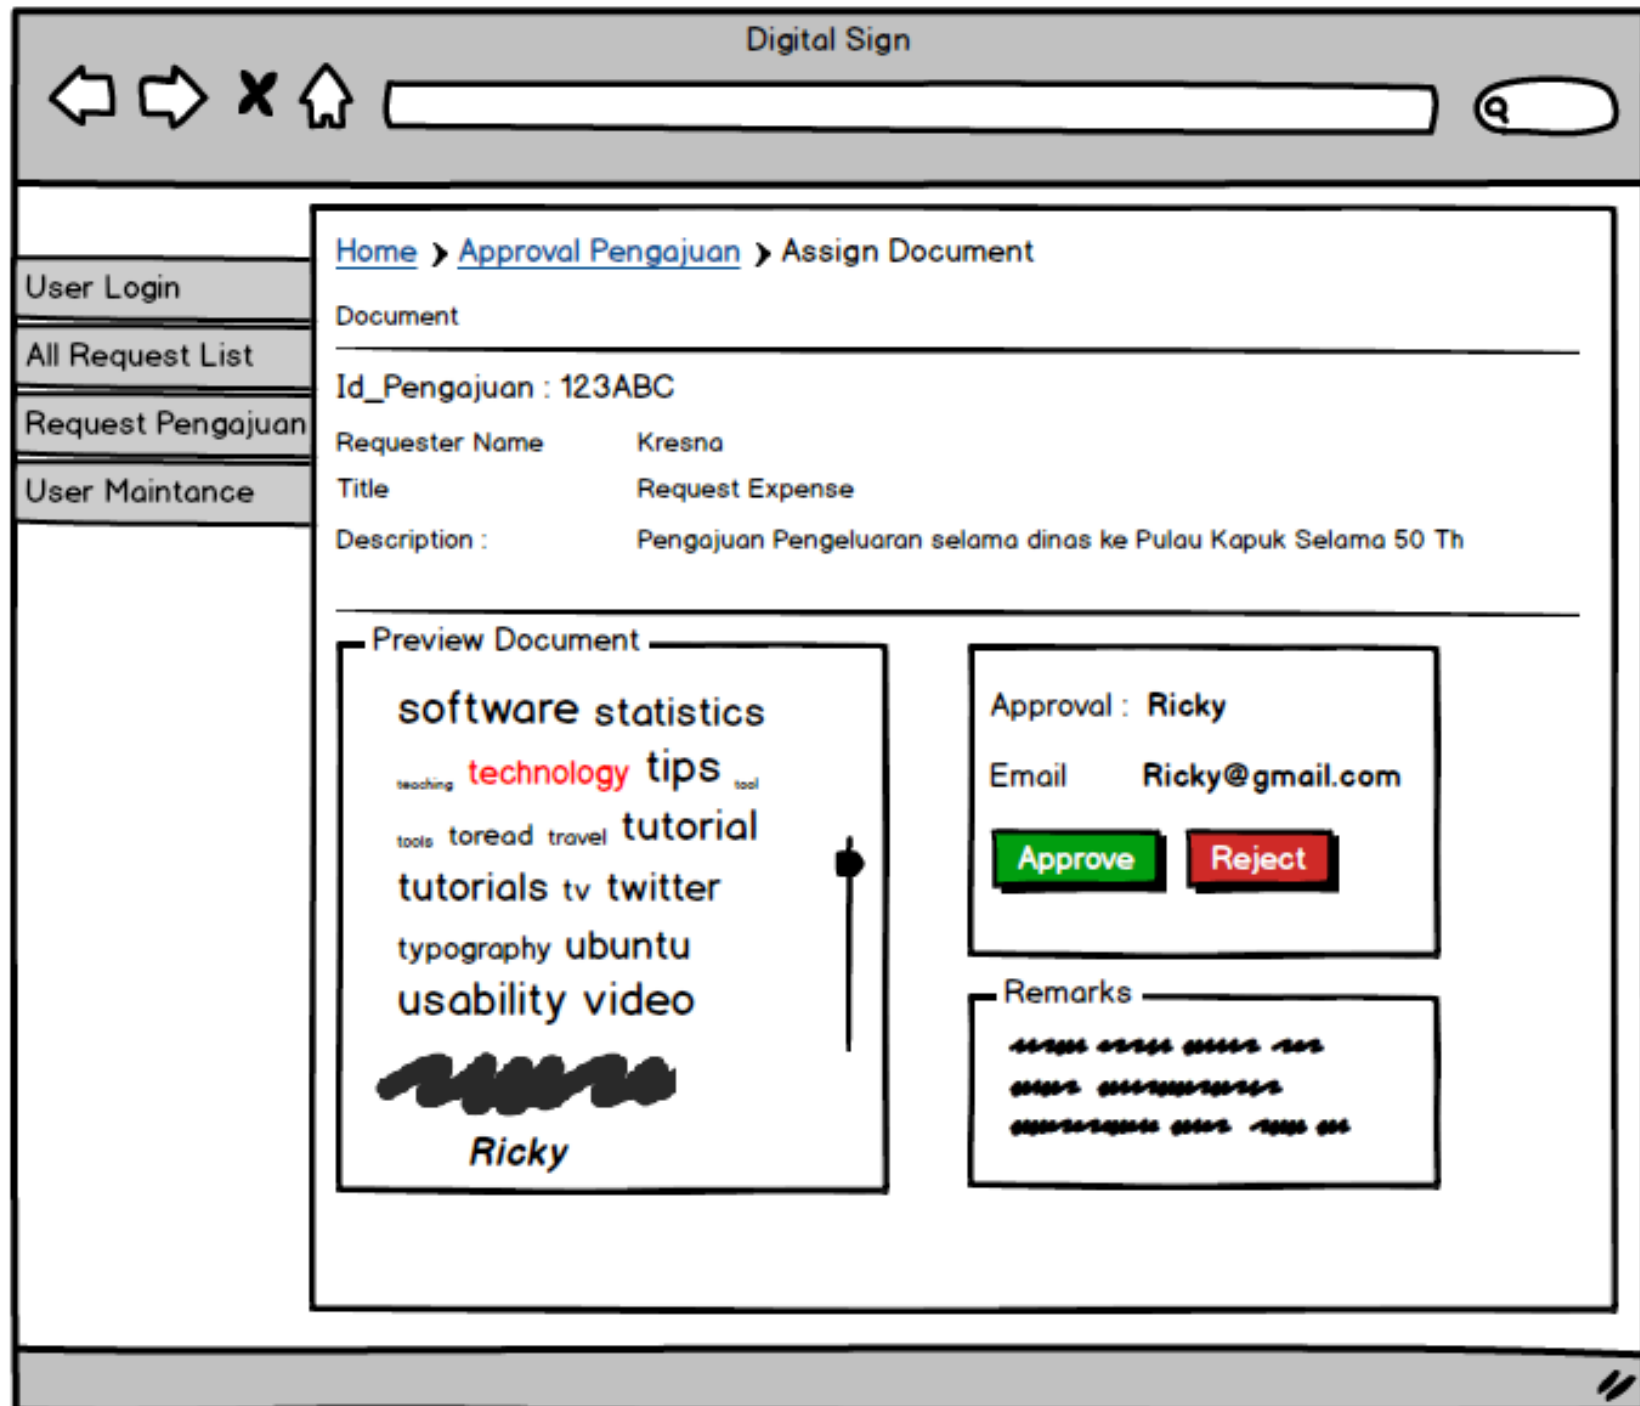 Digital Sign
User Login
All Request List
Request Pengajuan
User Maintance
Home > Approval Pengajuan > Assign Document
Document
Id_Pengajuan : 123ABC
Requester Name Kresna
Title Request Expense
Description : Pengajuan Pengeluaran selama dinas ke Pulau Kapuk Selama 50 Th
Preview Document
software statistics
teaching technology tips tool
tools toread travel tutorial
tutorials tv twitter
typography ubuntu
usability video
Ricky
Approval : Ricky
Email Ricky@gmail.com
Approve Reject
Remarks